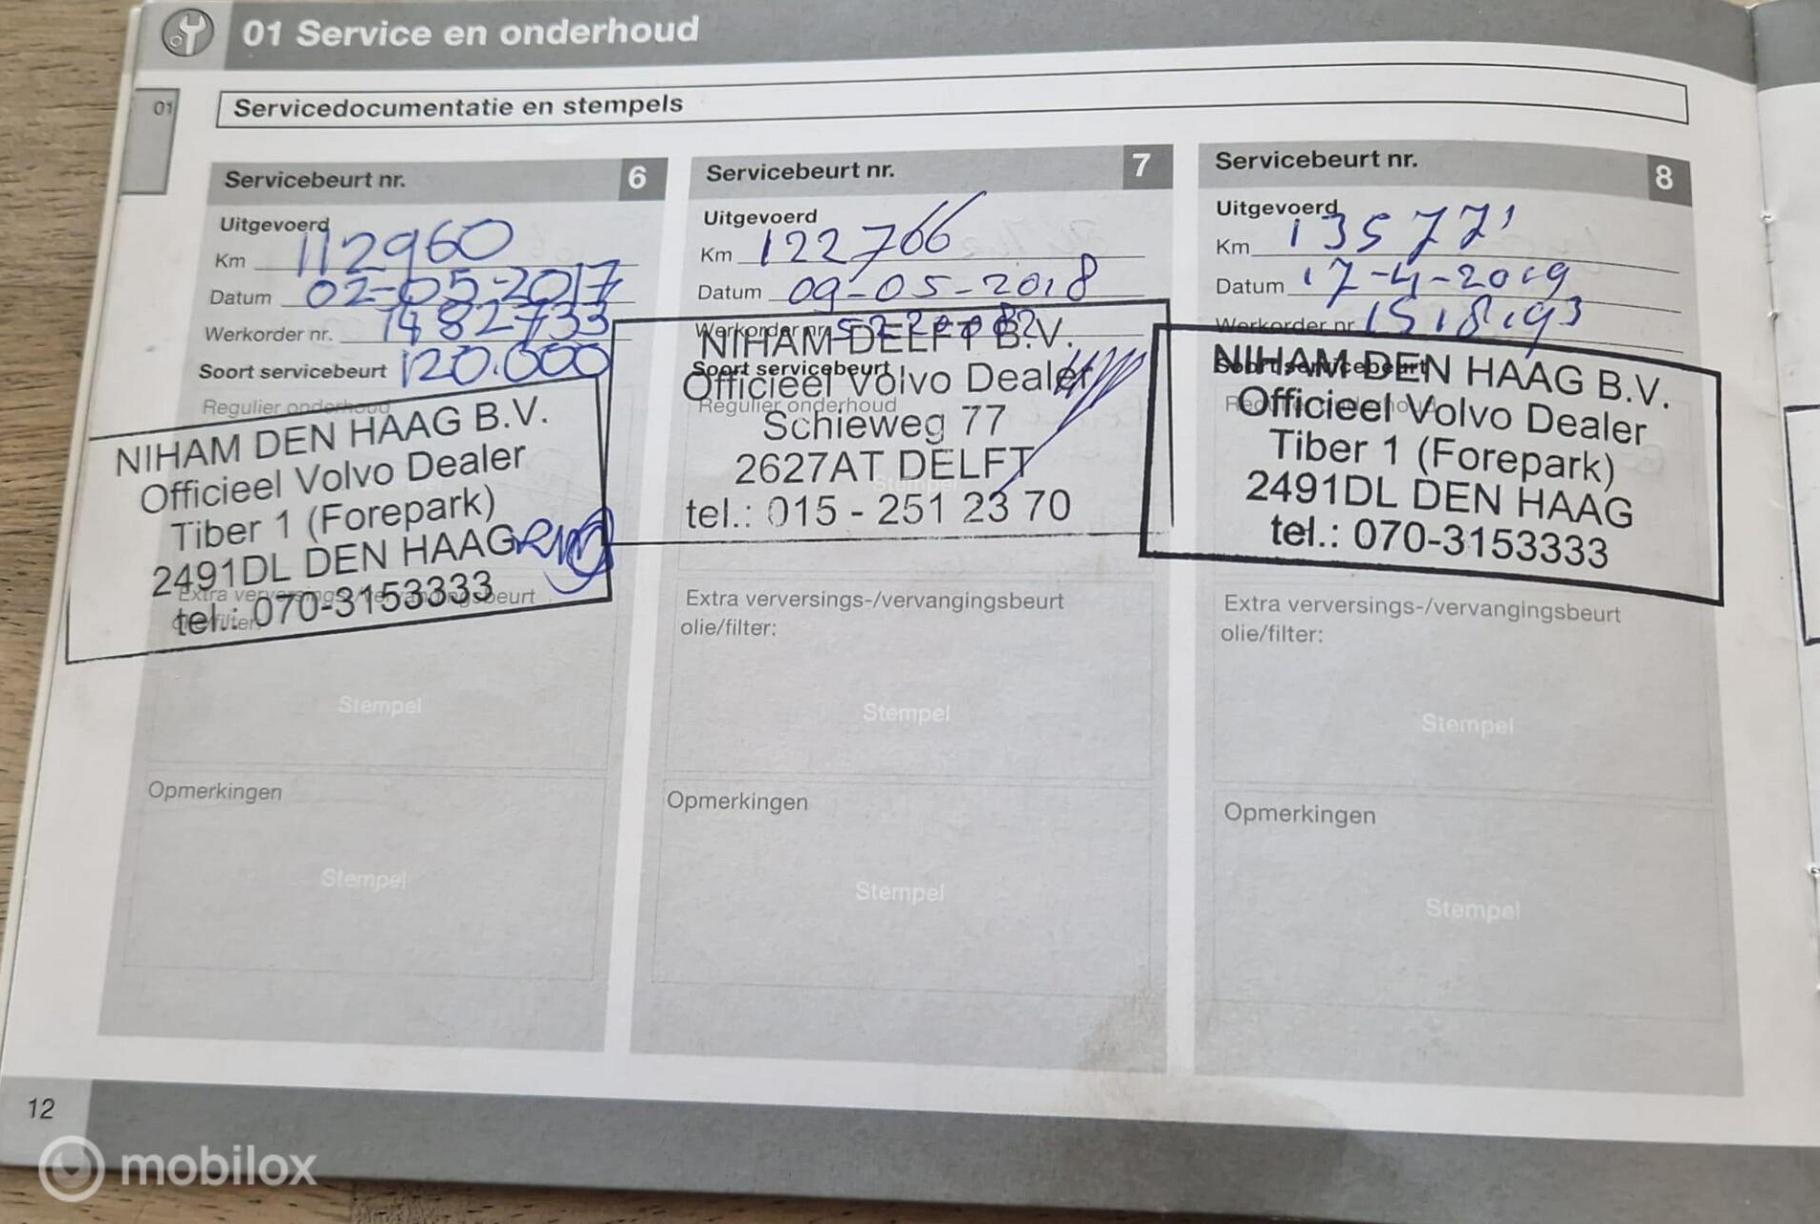 01 Service en onderhoud
01
Servicedocumentatie en stempels
Servicebeurt nr. 6
Uitgevoerd
Km 112960
Datum 02-05-2017
Werkorder nr. 1482733
Soort servicebeurt 120.000
Regulier onderhoud
NIHAM DEN HAAG B.V.
Officieel Volvo Dealer
Tiber 1 (Forepark)
2491DL DEN HAAG
tel.: 070-3153333
Stempel
Opmerkingen
Stempel
Servicebeurt nr. 7
Uitgevoerd
Km 122766
Datum 09-05-2018
Werkorder nr.
NIHAM DELFT B.V.
Soort servicebeurt
Officieel Volvo Dealer
Regulier onderhoud
Schieweg 77
2627AT DELFT
Stempel
tel.: 015 - 251 23 70
Extra verversings-/vervangingsbeurt
olie/filter:
Stempel
Opmerkingen
Stempel
Servicebeurt nr. 8
Uitgevoerd
Km 135771
Datum 17-4-2019
Werkorder nr. 1518193
Soort servicebeurt
NIHAM DEN HAAG B.V.
Officieel Volvo Dealer
Tiber 1 (Forepark)
2491DL DEN HAAG
tel.: 070-3153333
Extra verversings-/vervangingsbeurt
olie/filter:
Stempel
Opmerkingen
Stempel
12
mobilox